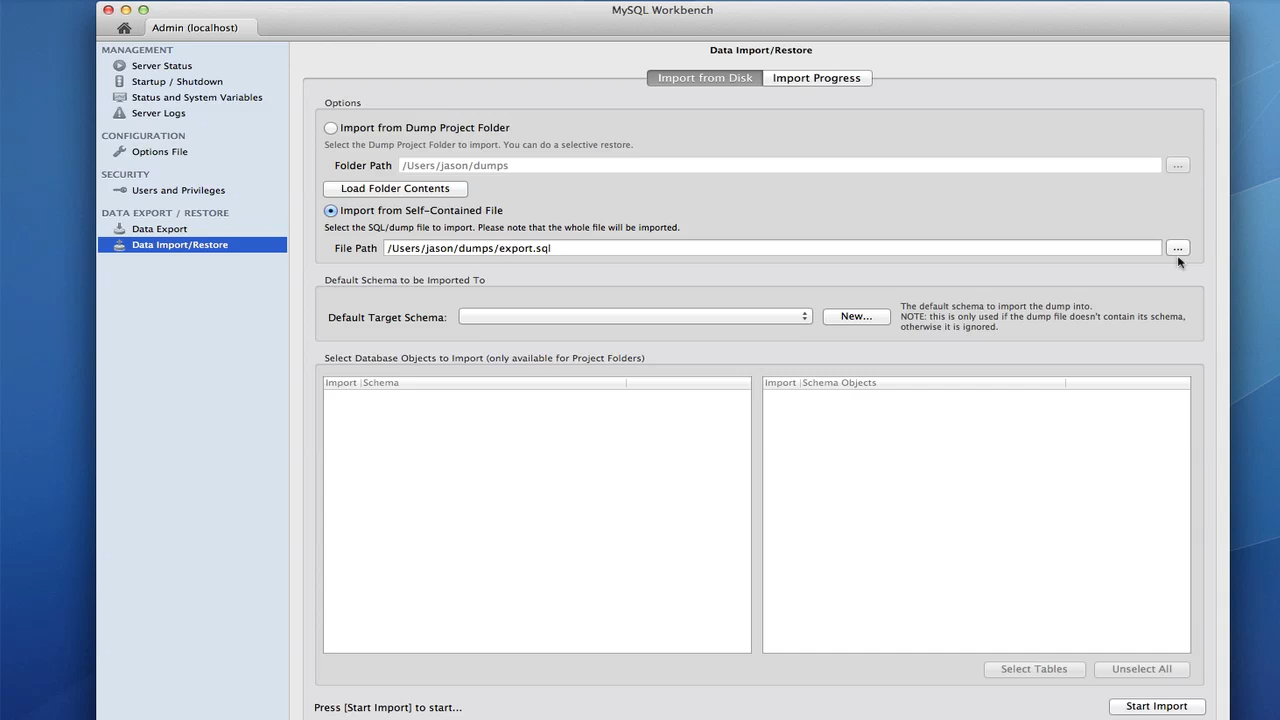 MySQL Workbench
Admin (localhost)
MANAGEMENT
Server Status
Startup / Shutdown
Status and System Variables
Server Logs
CONFIGURATION
Options File
SECURITY
Users and Privileges
DATA EXPORT / RESTORE
Data Export
Data Import/Restore
Data Import/Restore
Import from Disk
Import Progress
Options
Import from Dump Project Folder
Select the Dump Project Folder to import. You can do a selective restore.
Folder Path /Users/jason/dumps ...
Load Folder Contents
Import from Self-Contained File
Select the SQL/dump file to import. Please note that the whole file will be imported.
File Path /Users/jason/dumps/export.sql ...
Default Schema to be Imported To
Default Target Schema:
New...
The default schema to import the dump into.
NOTE: this is only used if the dump file doesn't contain its schema,
otherwise it is ignored.
Select Database Objects to Import (only available for Project Folders)
Import Schema
Import Schema Objects
Select Tables
Unselect All
Press [Start Import] to start...
Start Import